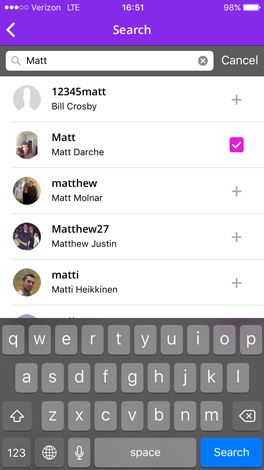 Vodafone LTE 16:51 98%
Search
Matt Cancel
12345matt
Bill Crosby
Matt
Matt Darche
matthew
Matt Molnar
Matthew27
Matthew Justin
matti
Matti Heikkinen
q w e r t y u i o p
a s d f g h j k l
z x c v b n m
123 space Search